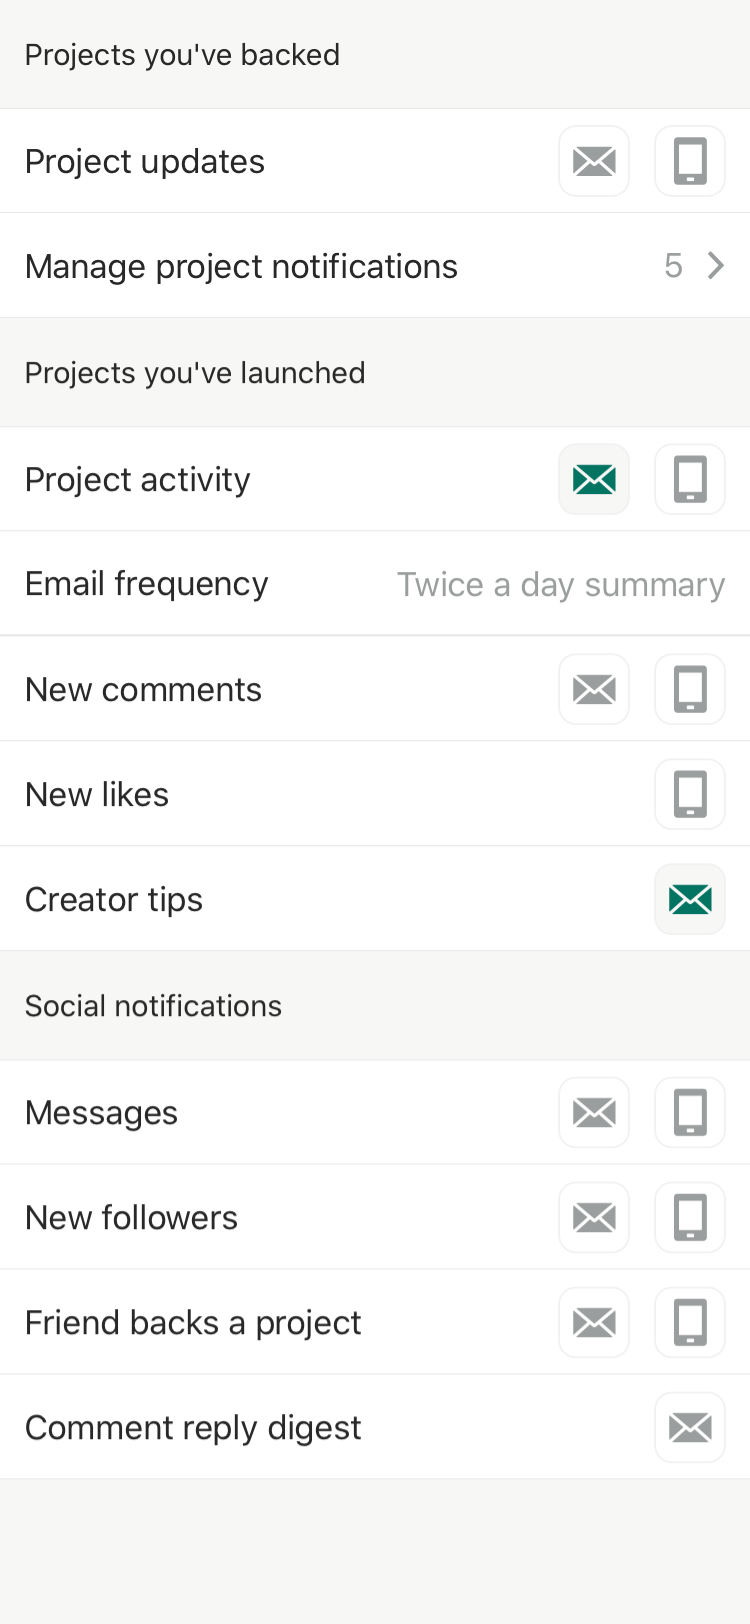 Projects you've backed
Project updates
Manage project notifications 5
Projects you've launched
Project activity
Email frequency Twice a day summary
New comments
New likes
Creator tips
Social notifications
Messages
New followers
Friend backs a project
Comment reply digest